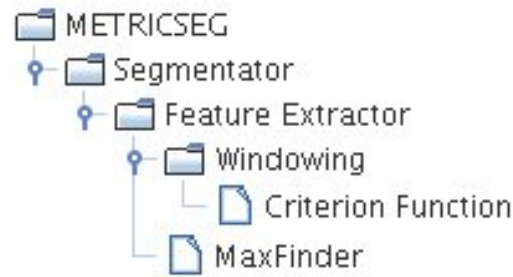 METRICSEG
Segmentator
Feature Extractor
Windowing
Criterion Function
MaxFinder